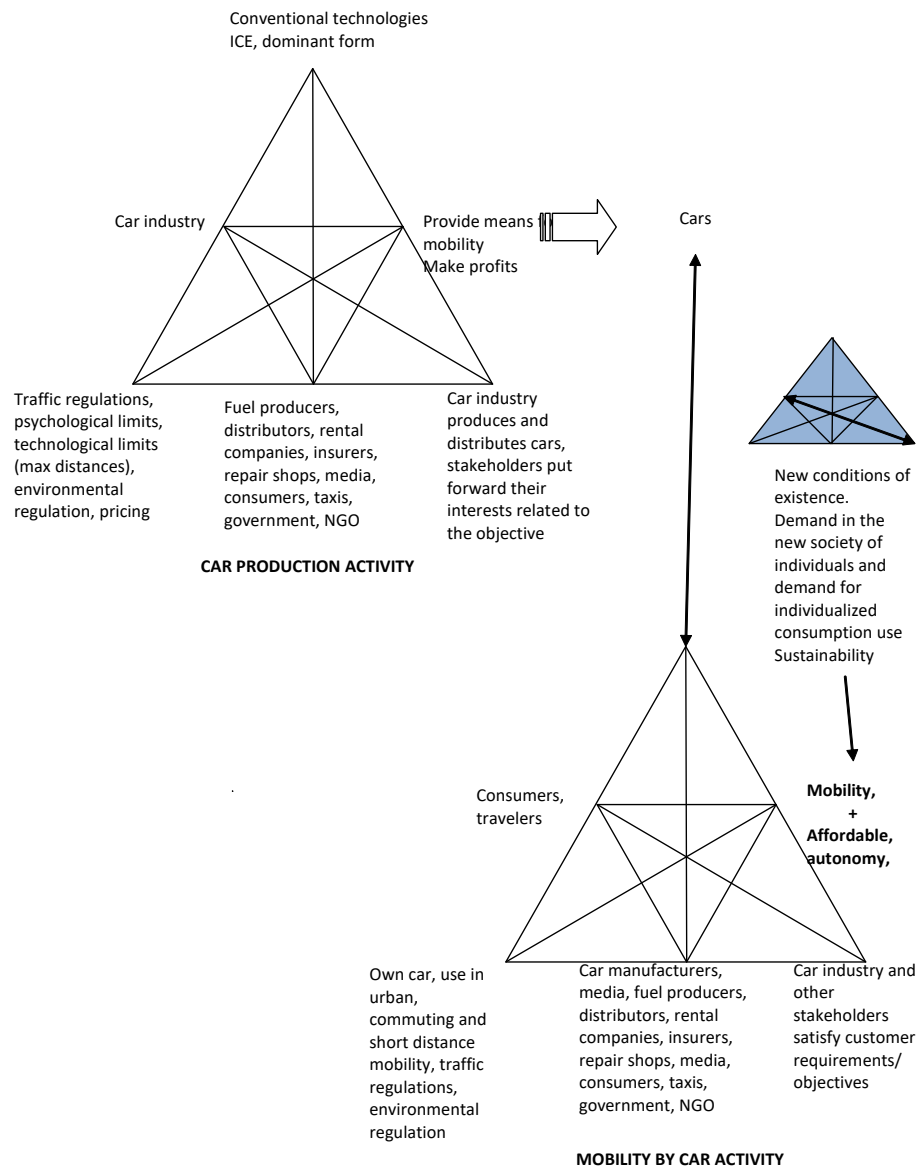 Conventional technologies
ICE, dominant form
Car industry
Provide means
mobility
Make profits
Cars
Traffic regulations,
psychological limits,
technological limits
(max distances),
environmental
regulation, pricing
Fuel producers,
distributors, rental
companies, insurers,
repair shops, media,
consumers, taxis,
government, NGO
Car industry
produces and
distributes cars,
stakeholders put
forward their
interests related to
the objective
CAR PRODUCTION ACTIVITY
New conditions of
existence.
Demand in the
new society of
individuals and
demand for
individualized
consumption use
Sustainability
.
Consumers,
travelers
Mobility,
+
Affordable,
autonomy,
Own car, use in
urban,
commuting and
short distance
mobility, traffic
regulations,
environmental
regulation
Car manufacturers,
media, fuel producers,
distributors, rental
companies, insurers,
repair shops, media,
consumers, taxis,
government, NGO
Car industry and
other
stakeholders
satisfy customer
requirements/
objectives
MOBILITY BY CAR ACTIVITY